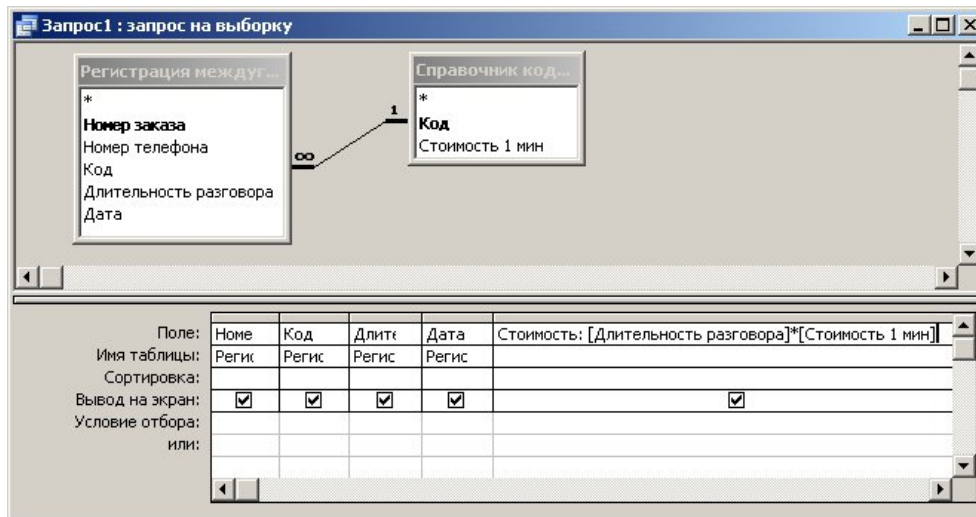 Запрос1 : запрос на выборку
Регистрация междуг...
*
Номер заказа
Номер телефона
Код
Длительность разговора
Дата
∞
1
Справочник код...
*
Код
Стоимость 1 мин
Поле: Номе Код Длите Дата Стоимость: [Длительность разговора]*[Стоимость 1 мин]
Имя таблицы: Регис Регис Регис Регис
Сортировка:
Вывод на экран:
Условие отбора:
или: